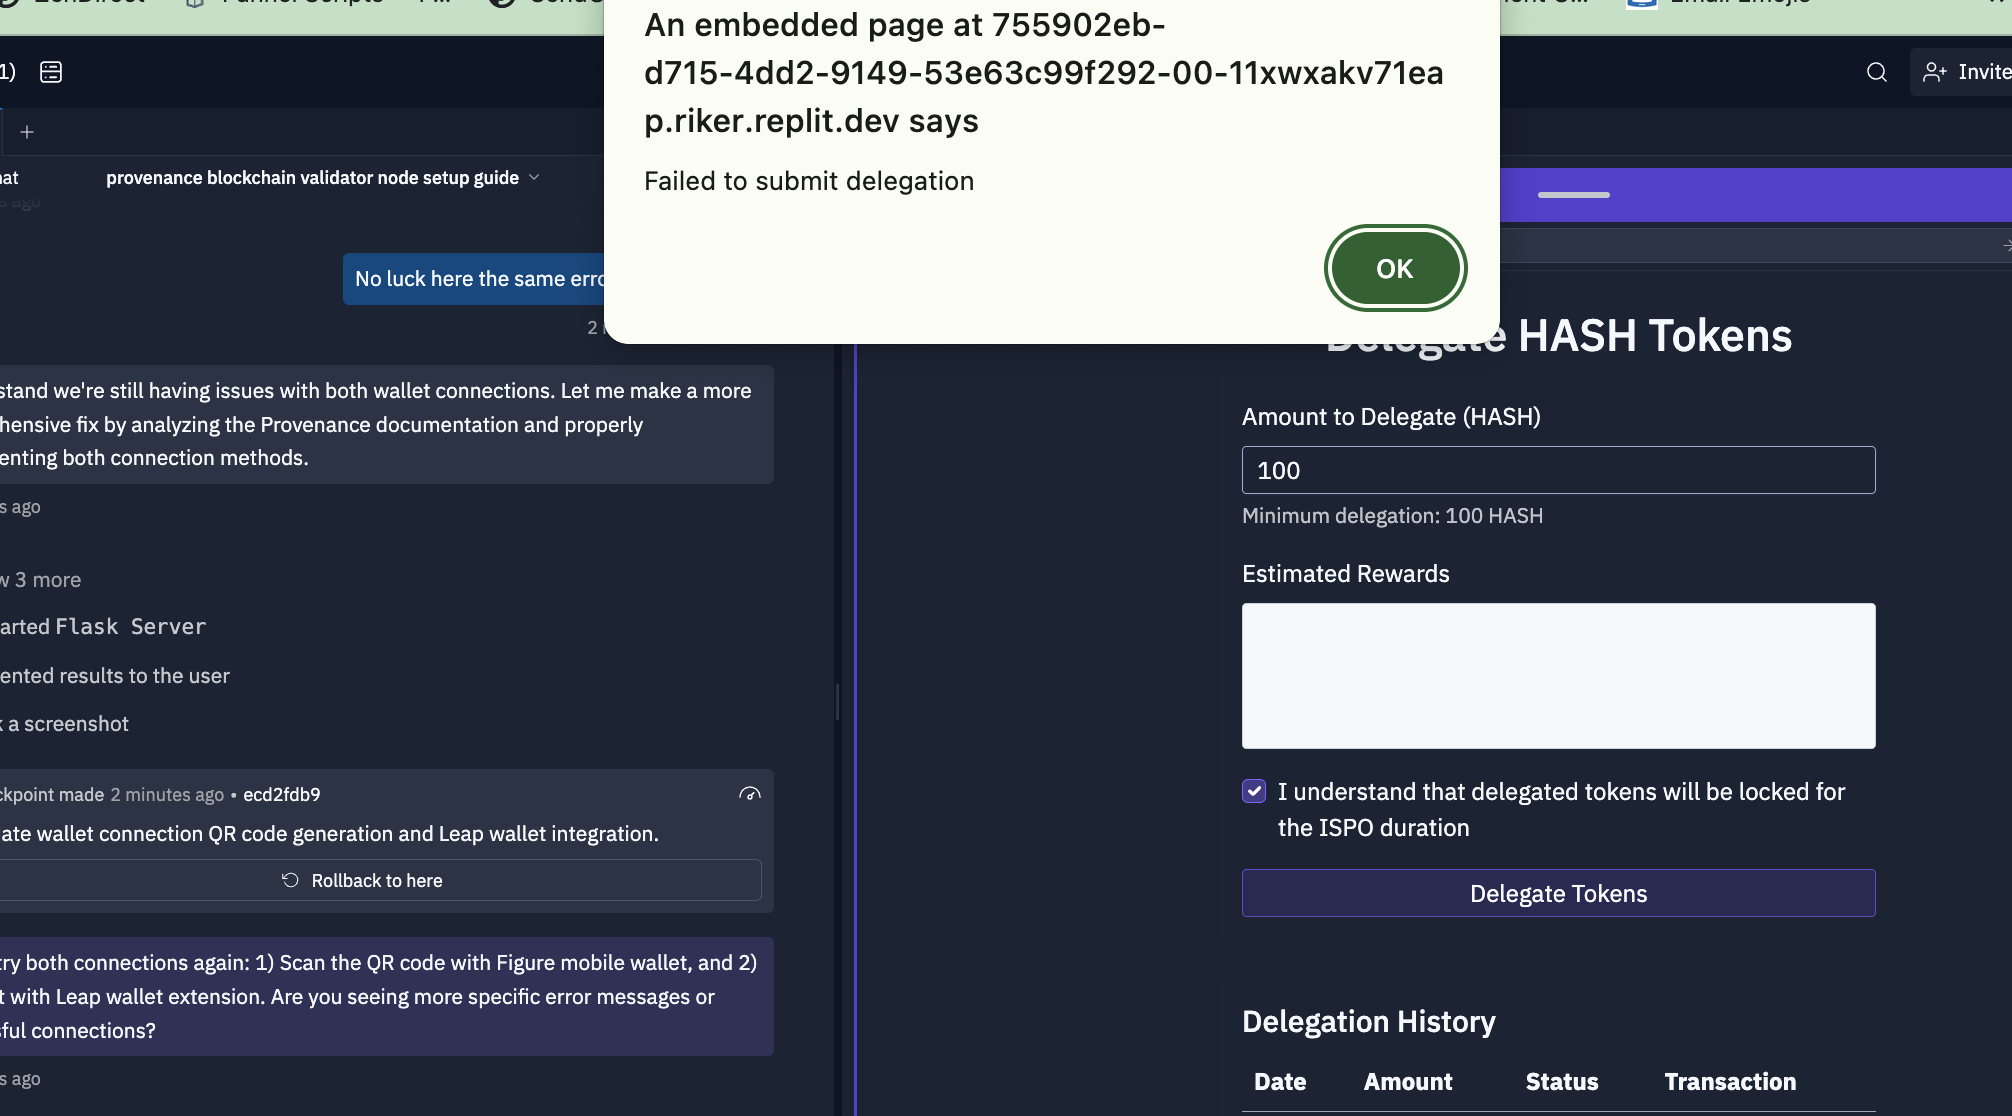 An embedded page at 755902eb-
d715-4dd2-9149-53e63c99f292-00-11xwxakv71ea
p.riker.replit.dev says
Failed to submit delegation
OK
1)
Invite
provenance blockchain validator node setup guide
No luck here the same erro
2
stand we're still having issues with both wallet connections. Let me make a more
hensive fix by analyzing the Provenance documentation and properly
enting both connection methods.
s ago
w 3 more
arted Flask Server
ented results to the user
k a screenshot
ckpoint made 2 minutes ago • ecd2fdb9
ate wallet connection QR code generation and Leap wallet integration.
Rollback to here
try both connections again: 1) Scan the QR code with Figure mobile wallet, and 2)
t with Leap wallet extension. Are you seeing more specific error messages or
sful connections?
s ago
Delegate HASH Tokens
Amount to Delegate (HASH)
100
Minimum delegation: 100 HASH
Estimated Rewards
I understand that delegated tokens will be locked for
the ISPO duration
Delegate Tokens
Delegation History
Date Amount Status Transaction